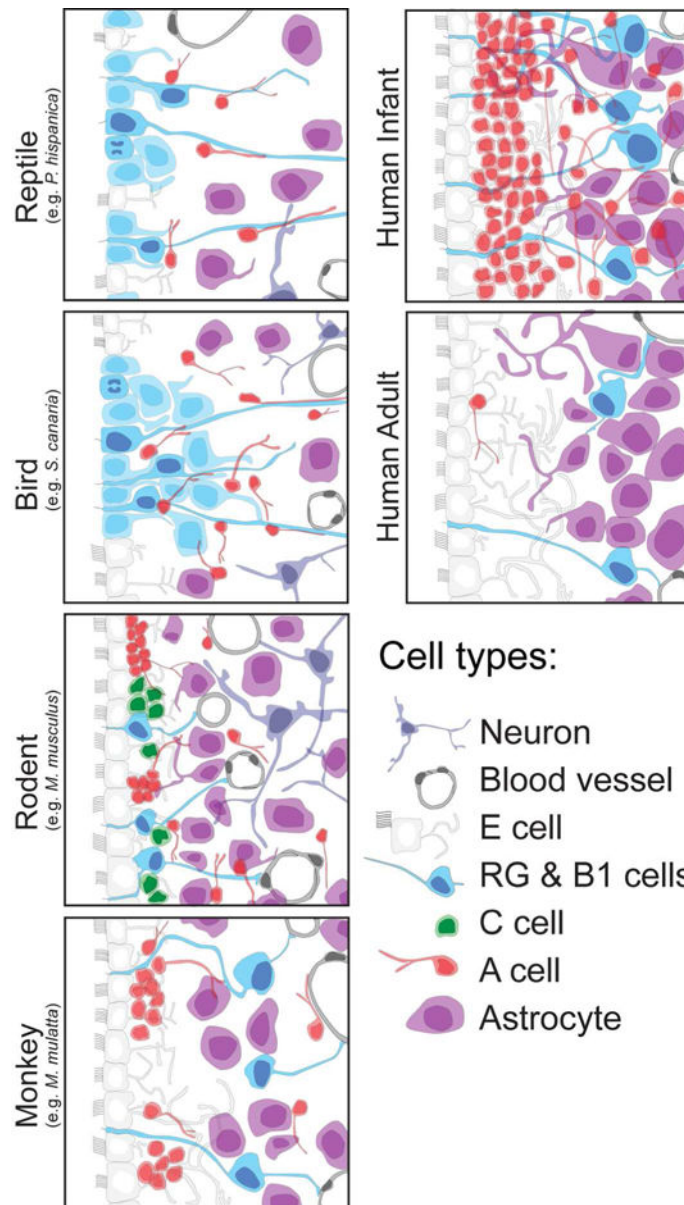 Reptile
(e.g. P. hispanica)
Bird
(e.g. S. canaria)
Rodent
(e.g. M. musculus)
Monkey
(e.g. M. mulatta)
Human Infant
Human Adult
Cell types:
Neuron
Blood vessel
E cell
RG & B1 cells
C cell
A cell
Astrocyte